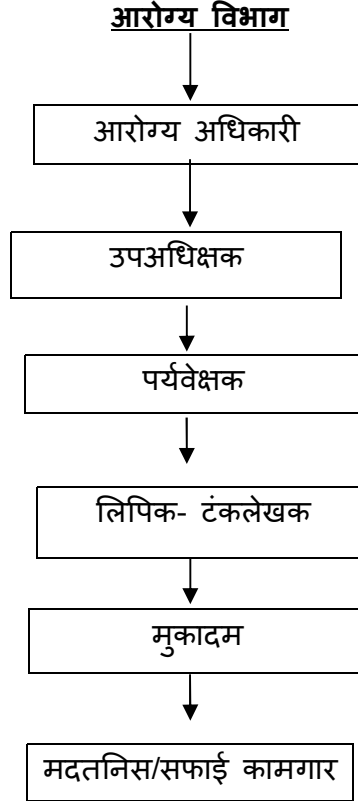 आरोग्य विभाग
आरोग्य अधिकारी
उपअधिक्षक
पर्यवेक्षक
लिपिक- टंकलेखक
मुकादम
मदतनिस/सफाई कामगार